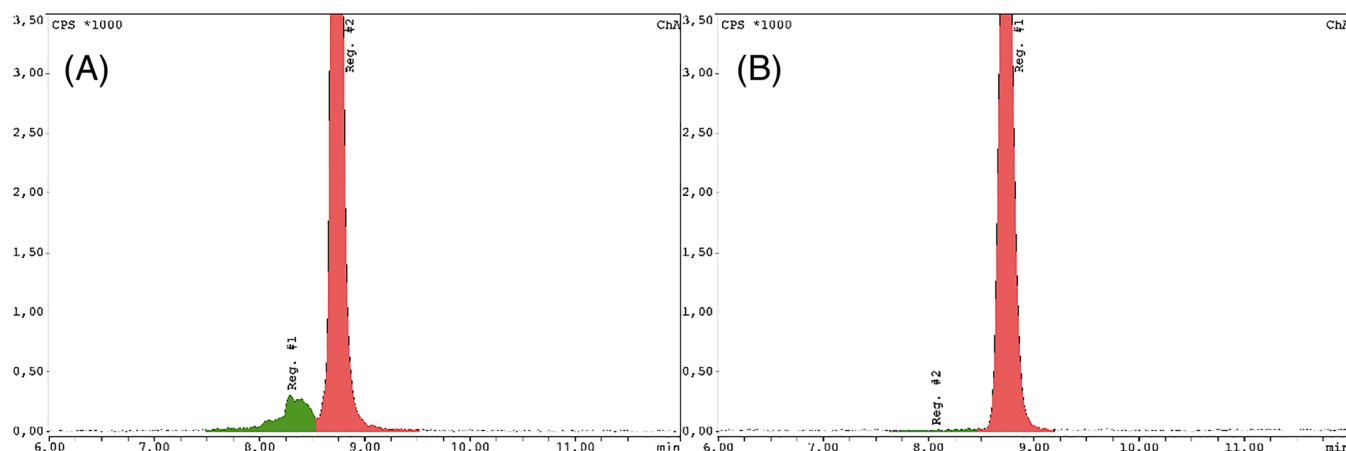 CPS *1000
ChA
(A)
3,50
3,00
2,50
2,00
1,50
1,00
0,50
0,00
Reg. #1
Reg. #2
6.00 7.00 8.00 9.00 10.00 11.00 min
CPS *1000
ChA
(B)
3,50
3,00
2,50
2,00
1,50
1,00
0,50
0,00
Reg. #2
Reg. #1
6.00 7.00 8.00 9.00 10.00 11.00 min